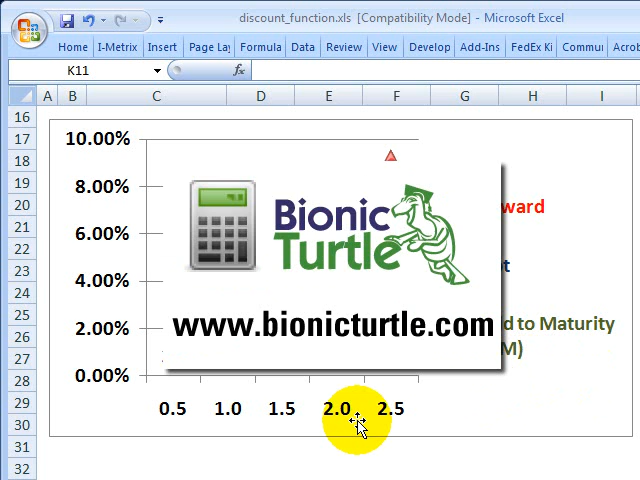 discount_function.xls [Compatibility Mode] - Microsoft Excel
Home I-Metrix Insert Page Lay Formula Data Review View Develop Add-Ins FedEx Ki Commu Acrob
K11 fx
A B C D E F G H I
16
17 10.00%
18
19 8.00%
20 ward
21 6.00%
22
23 4.00% t
24
25 2.00% d to Maturity
26 M)
27 0.00%
28
29 0.5 1.0 1.5 2.0 2.5
30
31
32
Bionic
Turtle
www.bionicturtle.com